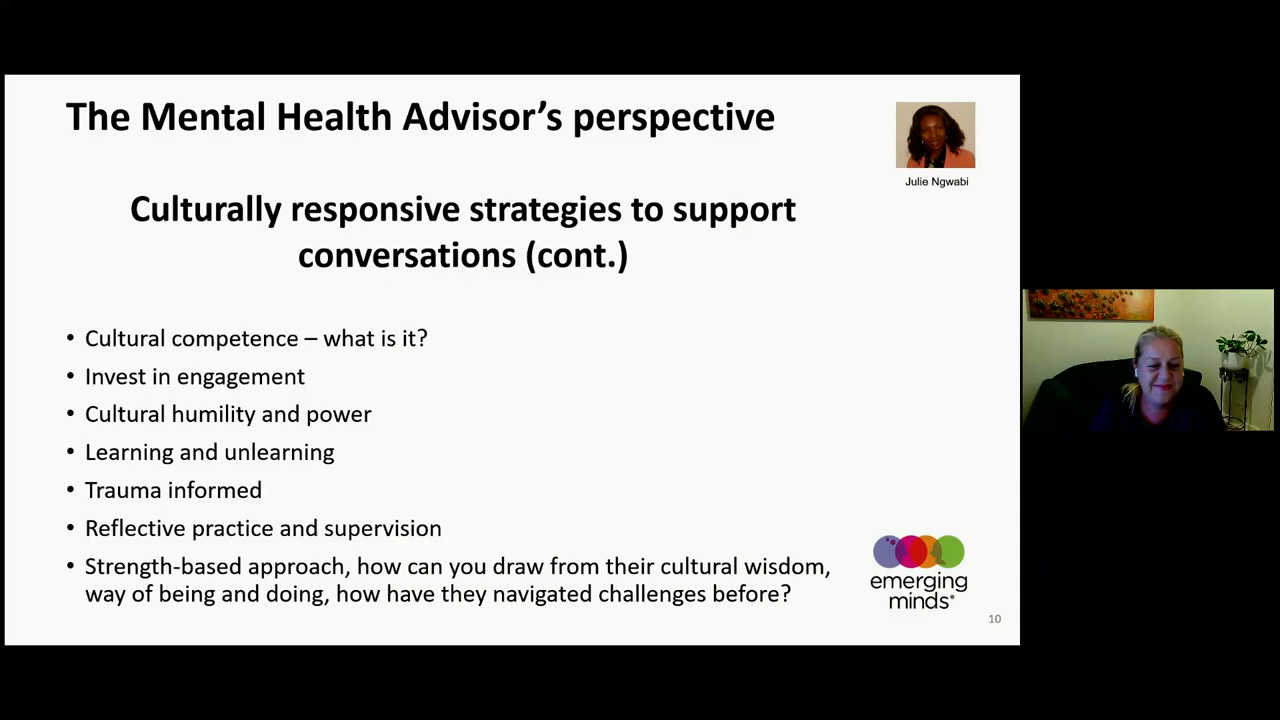 The Mental Health Advisor’s perspective
Julie Ngwabi
Culturally responsive strategies to support
conversations (cont.)
• Cultural competence – what is it?
• Invest in engagement
• Cultural humility and power
• Learning and unlearning
• Trauma informed
• Reflective practice and supervision
• Strength-based approach, how can you draw from their cultural wisdom,
way of being and doing, how have they navigated challenges before?
emerging
minds
10